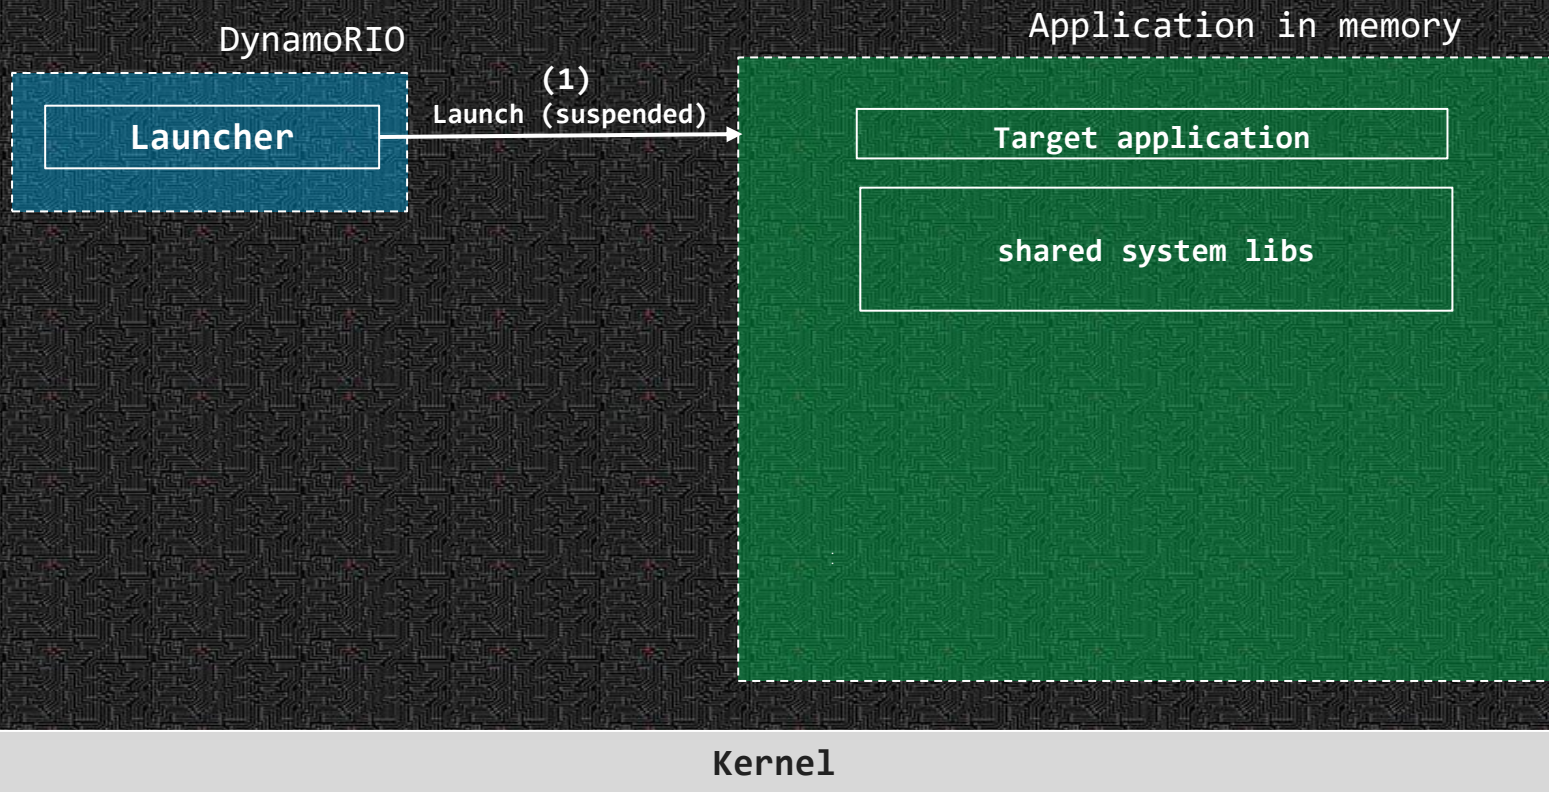 DynamoRIO
Application in memory
(1)
Launch (suspended)
Launcher
Target application
shared system libs
Kernel